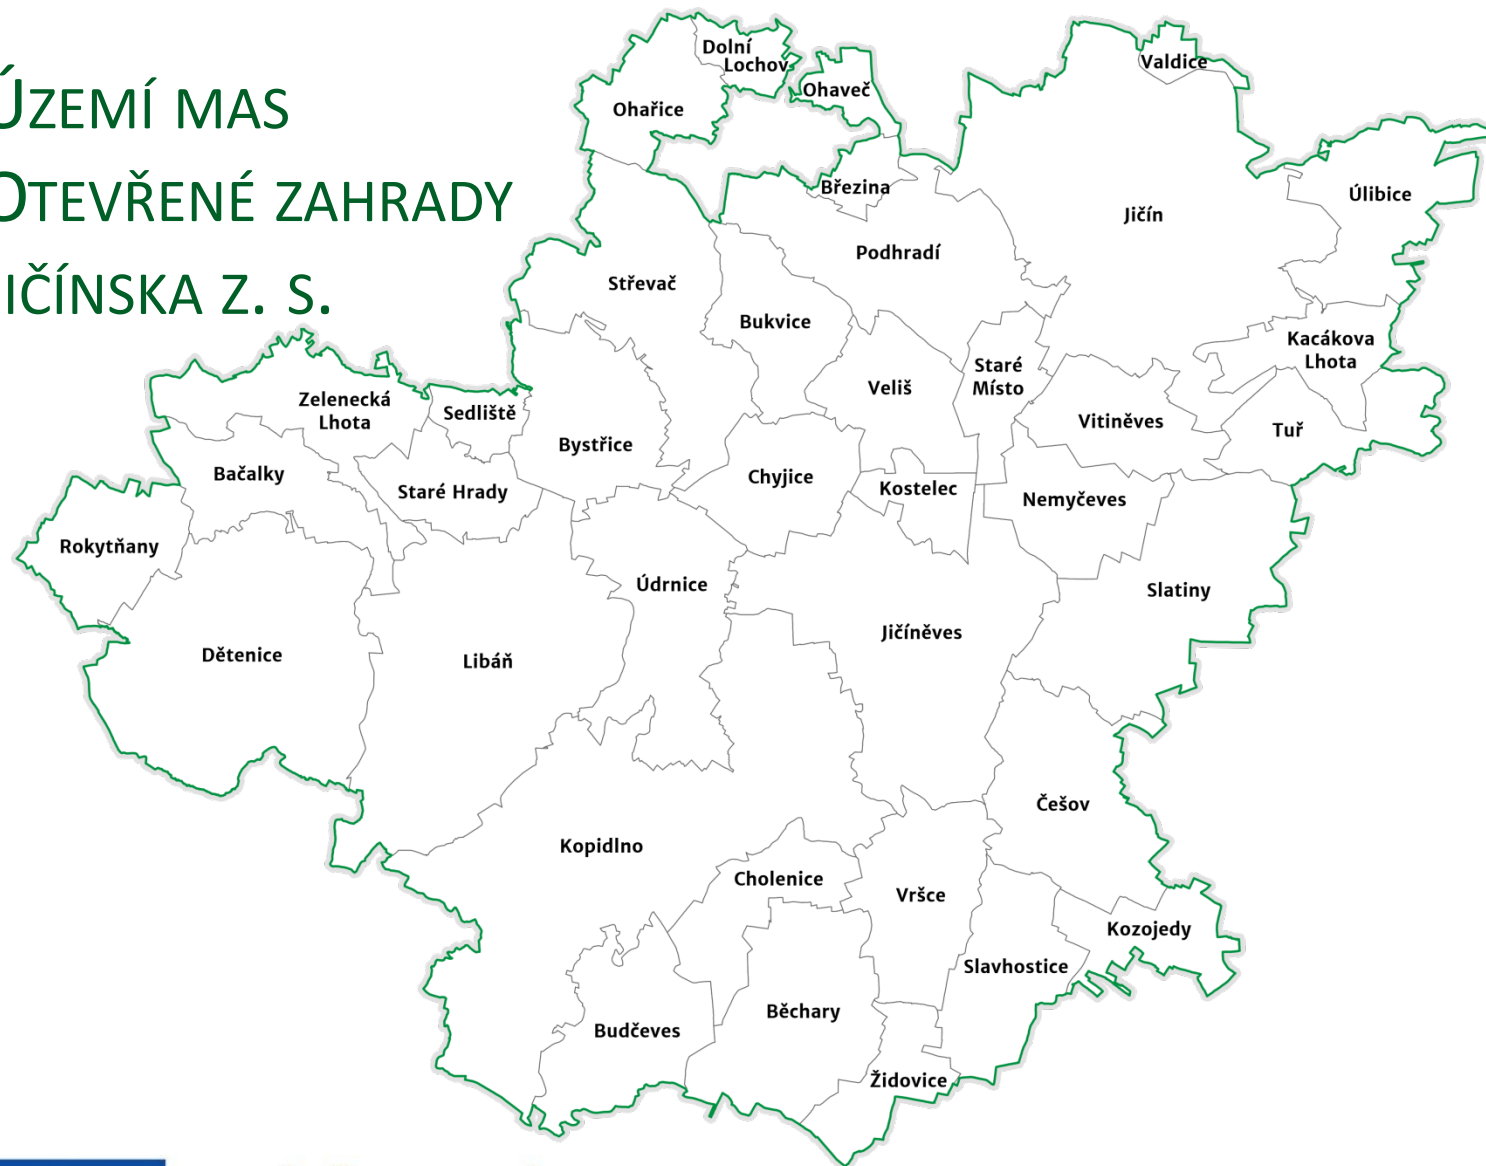 ÚZEMÍ MAS
OTEVŘENÉ ZAHRADY
IČÍNSKA Z. S.
Dolní
Lochov
Valdice
Ohaveč
Ohařice
Březina
Úlibice
Jičín
Podhradí
Střevač
Bukvice
Kacákova
Lhota
Staré
Místo
Veliš
Zelenecká
Lhota
Sedliště
Vitiněves
Tuř
Bystřice
Bačalky
Chyjice
Staré Hrady
Kostelec
Nemyčeves
Rokytňany
Údrnice
Slatiny
Jičíněves
Dětenice
Libáň
Češov
Kopidlno
Cholenice
Vršce
Kozojedy
Slavhostice
Běchary
Budčeves
Židovice